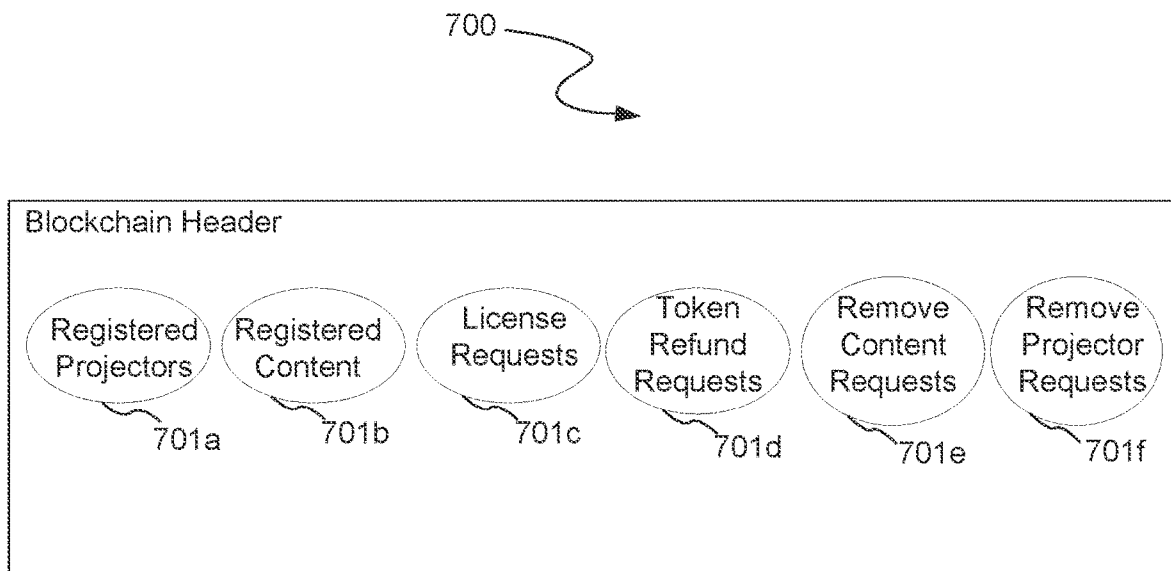 700
Blockchain Header
Registered
Projectors
Registered
Content
License
Requests
Token
Refund
Requests
Remove
Content
Requests
Remove
Projector
Requests
701a
701b
701c
701d
701e
701f